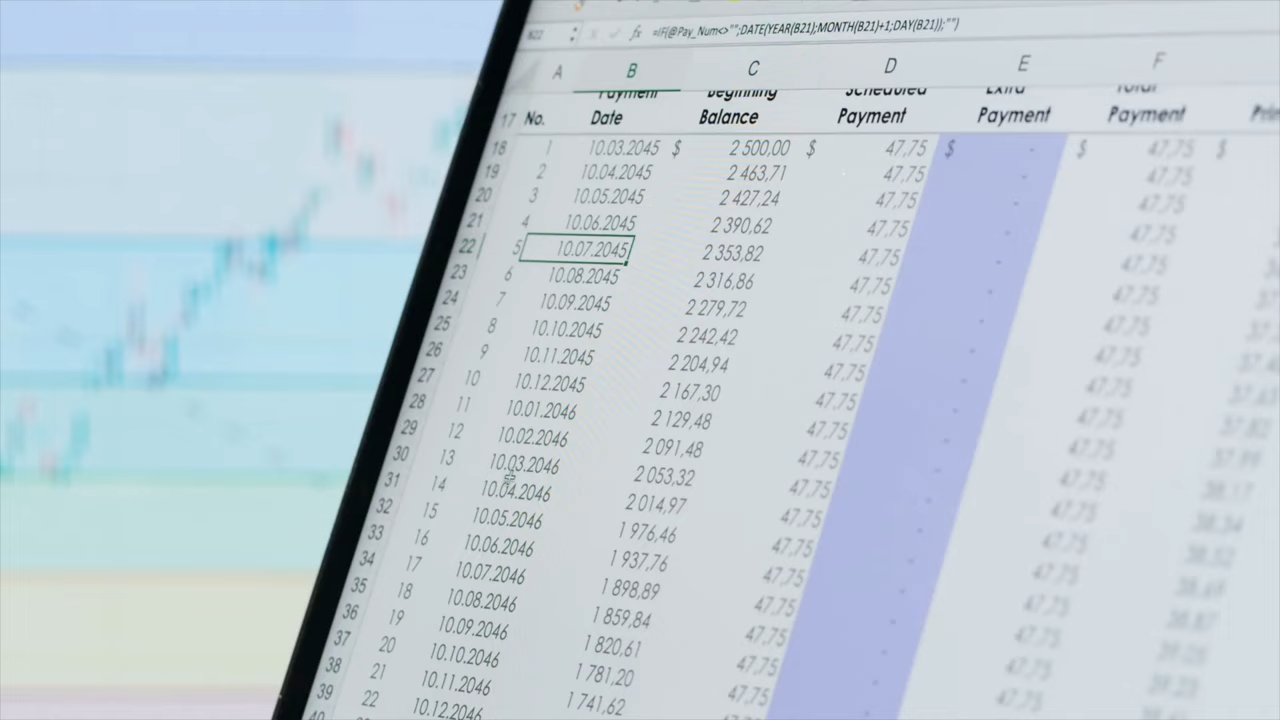 =IF(@Pay_Num<>"";DATE(YEAR(B21);MONTH(B21)+1;DAY(B21));"")
A B C D E F
Payment Beginning Scheduled Extra Total
17 No. Date Balance Payment Payment Payment
18 1 10.03.2045 $ 2 500,00 $ 47,75 $ - $ 47,75 $
19 2 10.04.2045 2 463,71 47,75 - 47,75
20 3 10.05.2045 2 427,24 47,75 - 47,75
21 4 10.06.2045 2 390,62 47,75 - 47,75
22 5 10.07.2045 2 353,82 47,75 - 47,75
23 6 10.08.2045 2 316,86 47,75 - 47,75
24 7 10.09.2045 2 279,72 47,75 - 47,75
25 8 10.10.2045 2 242,42 47,75 - 47,75
26 9 10.11.2045 2 204,94 47,75 - 47,75
27 10 10.12.2045 2 167,30 47,75 - 47,75
28 11 10.01.2046 2 129,48 47,75 - 47,75
29 12 10.02.2046 2 091,48 47,75 - 47,75
30 13 10.03.2046 2 053,32 47,75 - 47,75
31 14 10.04.2046 2 014,97 47,75 - 47,75
32 15 10.05.2046 1 976,46 47,75 - 47,75
33 16 10.06.2046 1 937,76 47,75 - 47,75
34 17 10.07.2046 1 898,89 47,75 - 47,75
35 18 10.08.2046 1 859,84 47,75 - 47,75
36 19 10.09.2046 1 820,61 47,75 - 47,75
37 20 10.10.2046 1 781,20 47,75
38 21 10.11.2046 1 741,62 47,75
39 22 10.12.2046